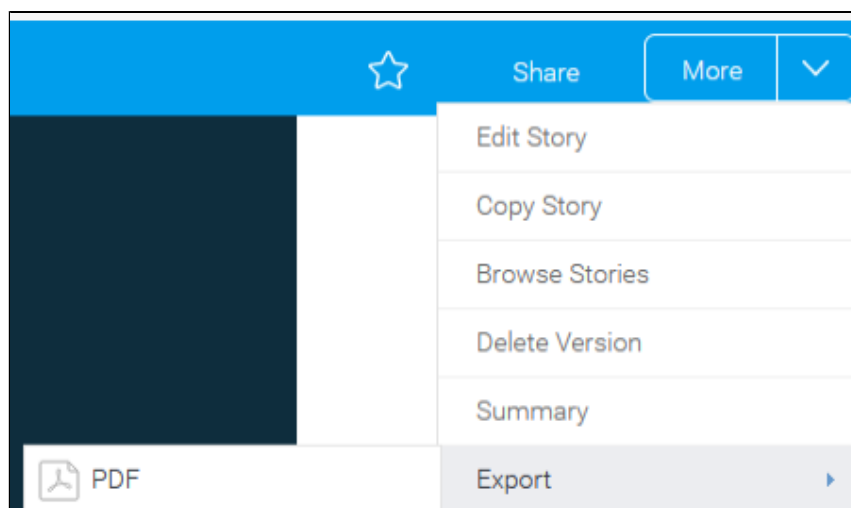 Share More
Edit Story
Copy Story
Browse Stories
Delete Version
Summary
PDF Export